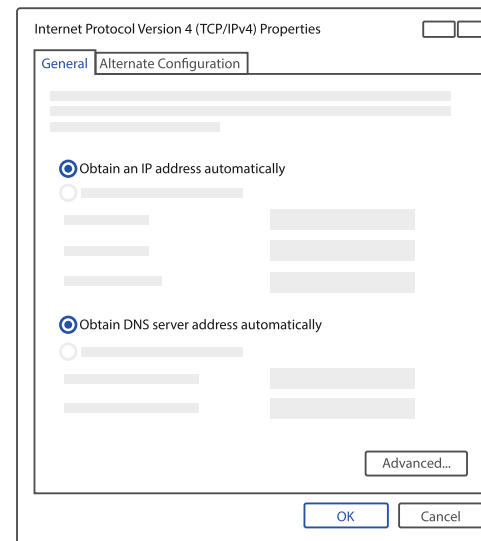 Internet Protocol Version 4 (TCP/IPv4) Properties
General Alternate Configuration
Obtain an IP address automatically
Obtain DNS server address automatically
Advanced...
OK Cancel